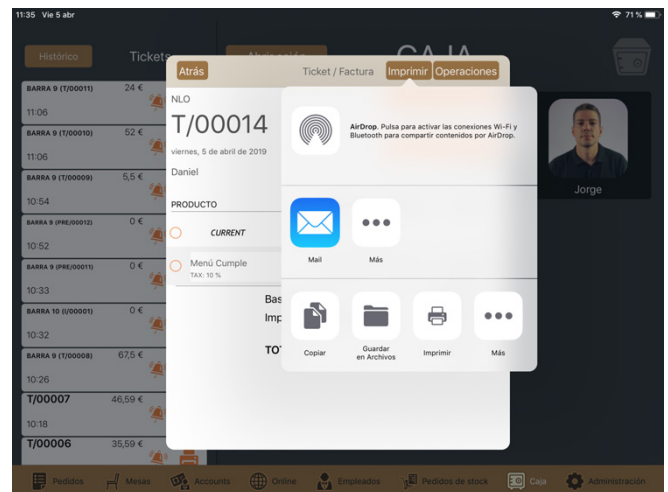 11:35 Vie 5 abr
71 %
Histórico
Tickets
CAJA
BARRA 9 (T/00011) 24 €
11:06
BARRA 9 (T/00010) 52 €
11:06
BARRA 9 (T/00009) 5,5 €
10:54
BARRA 9 (PRE/00012) 0 €
10:52
BARRA 9 (PRE/00011) 0 €
10:33
BARRA 10 (I/00001) 0 €
10:32
BARRA 9 (T/00008) 67,5 €
10:26
T/00007 46,59 €
10:18
T/00006 35,59 €
Atrás
Ticket / Factura
Imprimir
Operaciones
NLO
T/00014
viernes, 5 de abril de 2019
Daniel
PRODUCTO
CURRENT
Menú Cumple
TAX: 10 %
Bas
Imp
TO
AirDrop. Pulsa para activar las conexiones Wi-Fi y
Bluetooth para compartir contenidos por AirDrop.
Mail
Más
Copiar
Guardar
en Archivos
Imprimir
Más
Jorge
Pedidos
Mesas
Accounts
Online
Empleados
Pedidos de stock
Caja
Administración